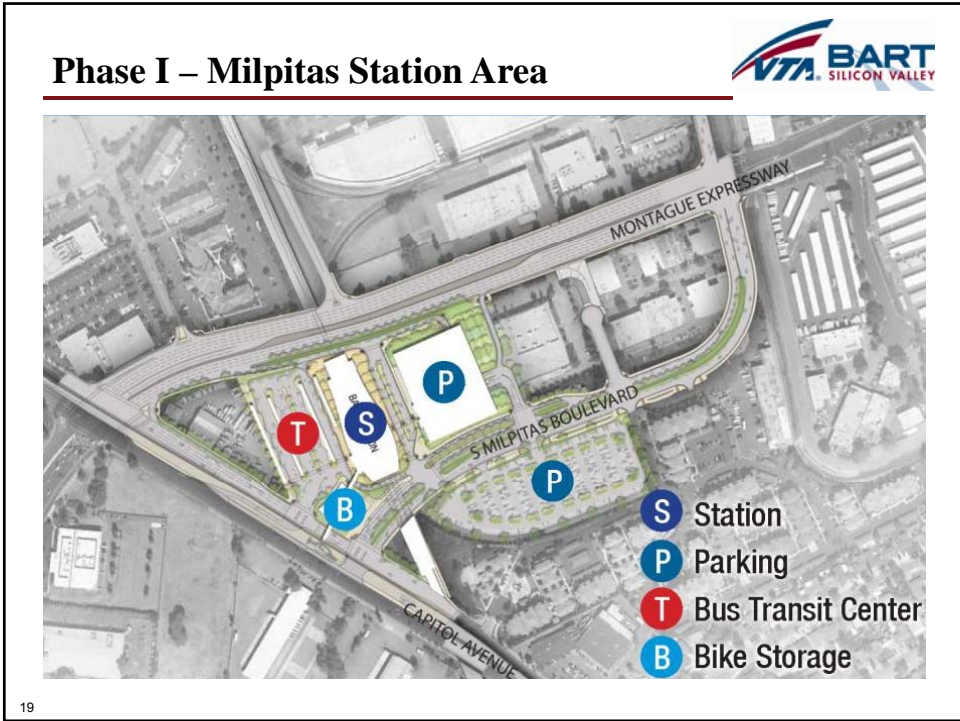 Phase I – Milpitas Station Area
VTA BART
SILICON VALLEY
MONTAGUE EXPRESSWAY
P
S
T
S MILPITAS BOULEVARD
P
B
CAPITOL AVENUE
S Station
P Parking
T Bus Transit Center
B Bike Storage
19